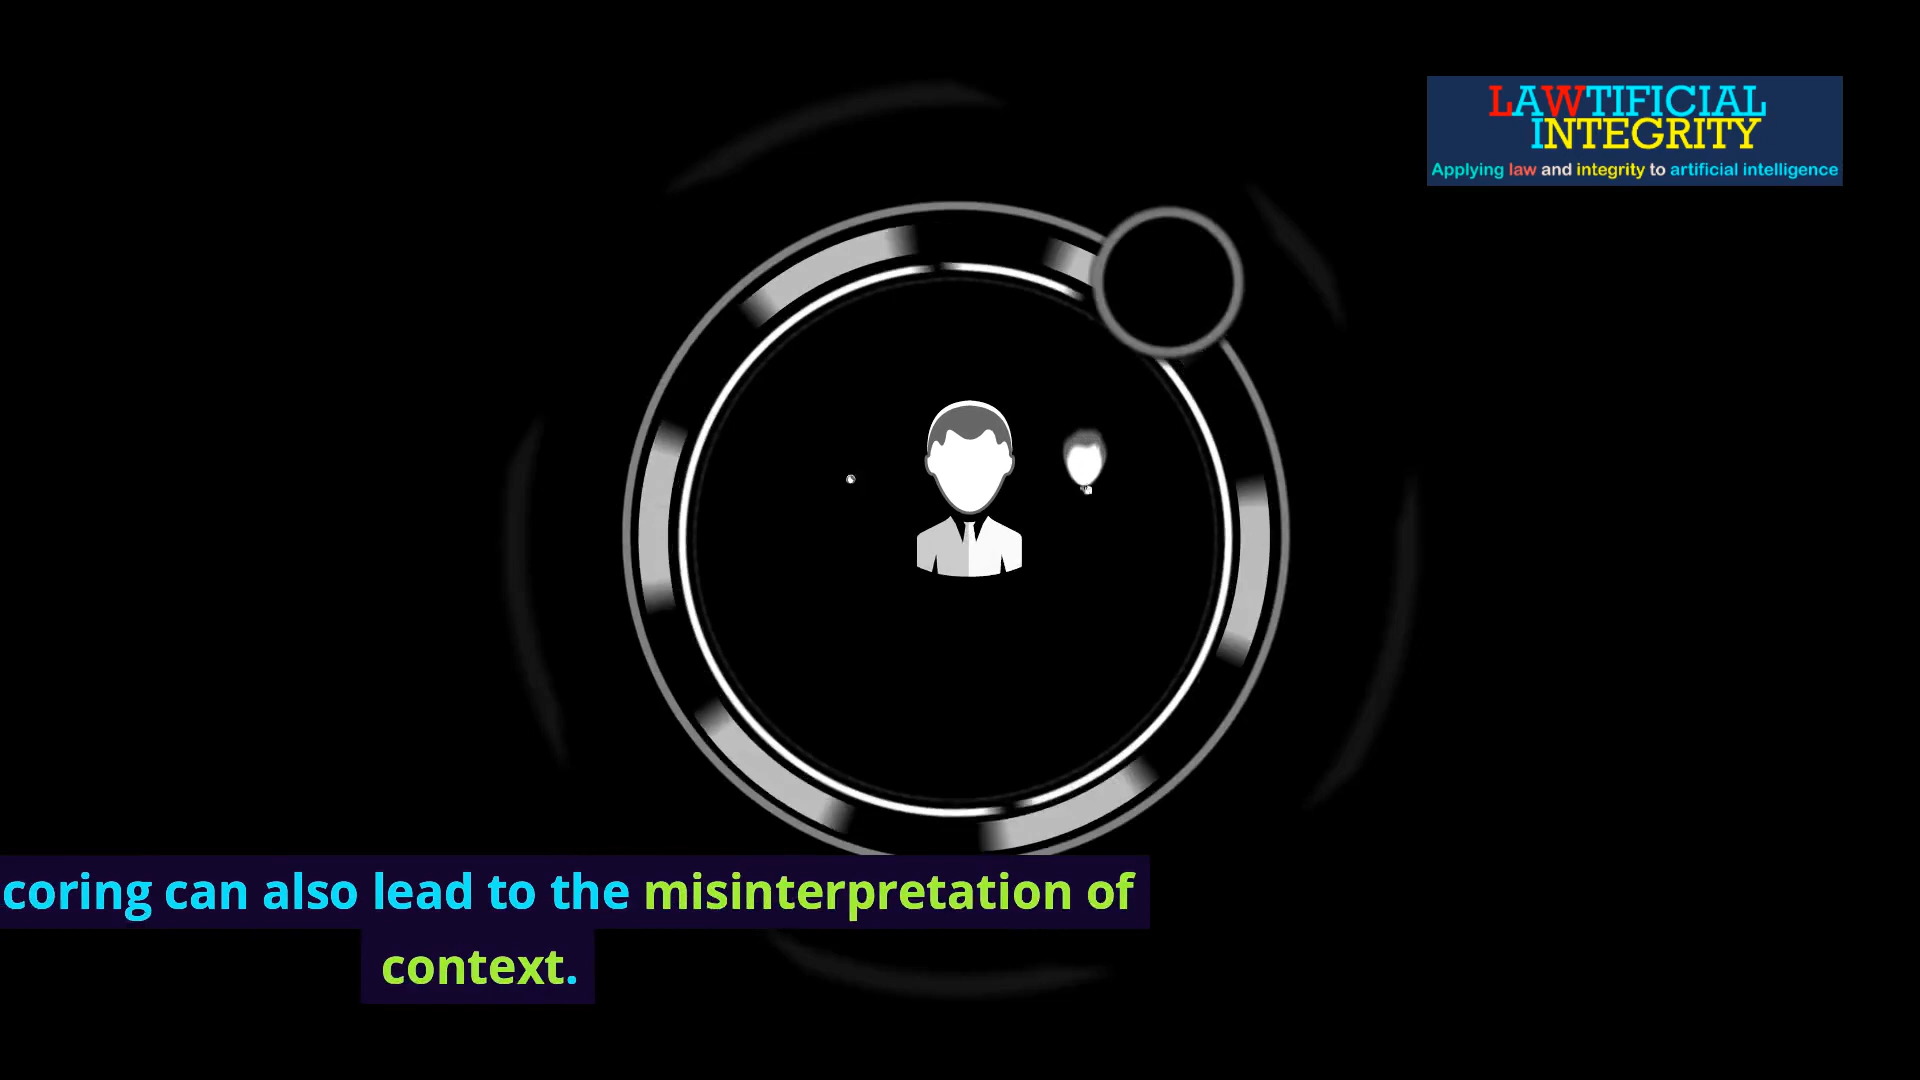 LAWTIFICIAL
INTEGRITY
Applying law and integrity to artificial intelligence
coring can also lead to the misinterpretation of
context.